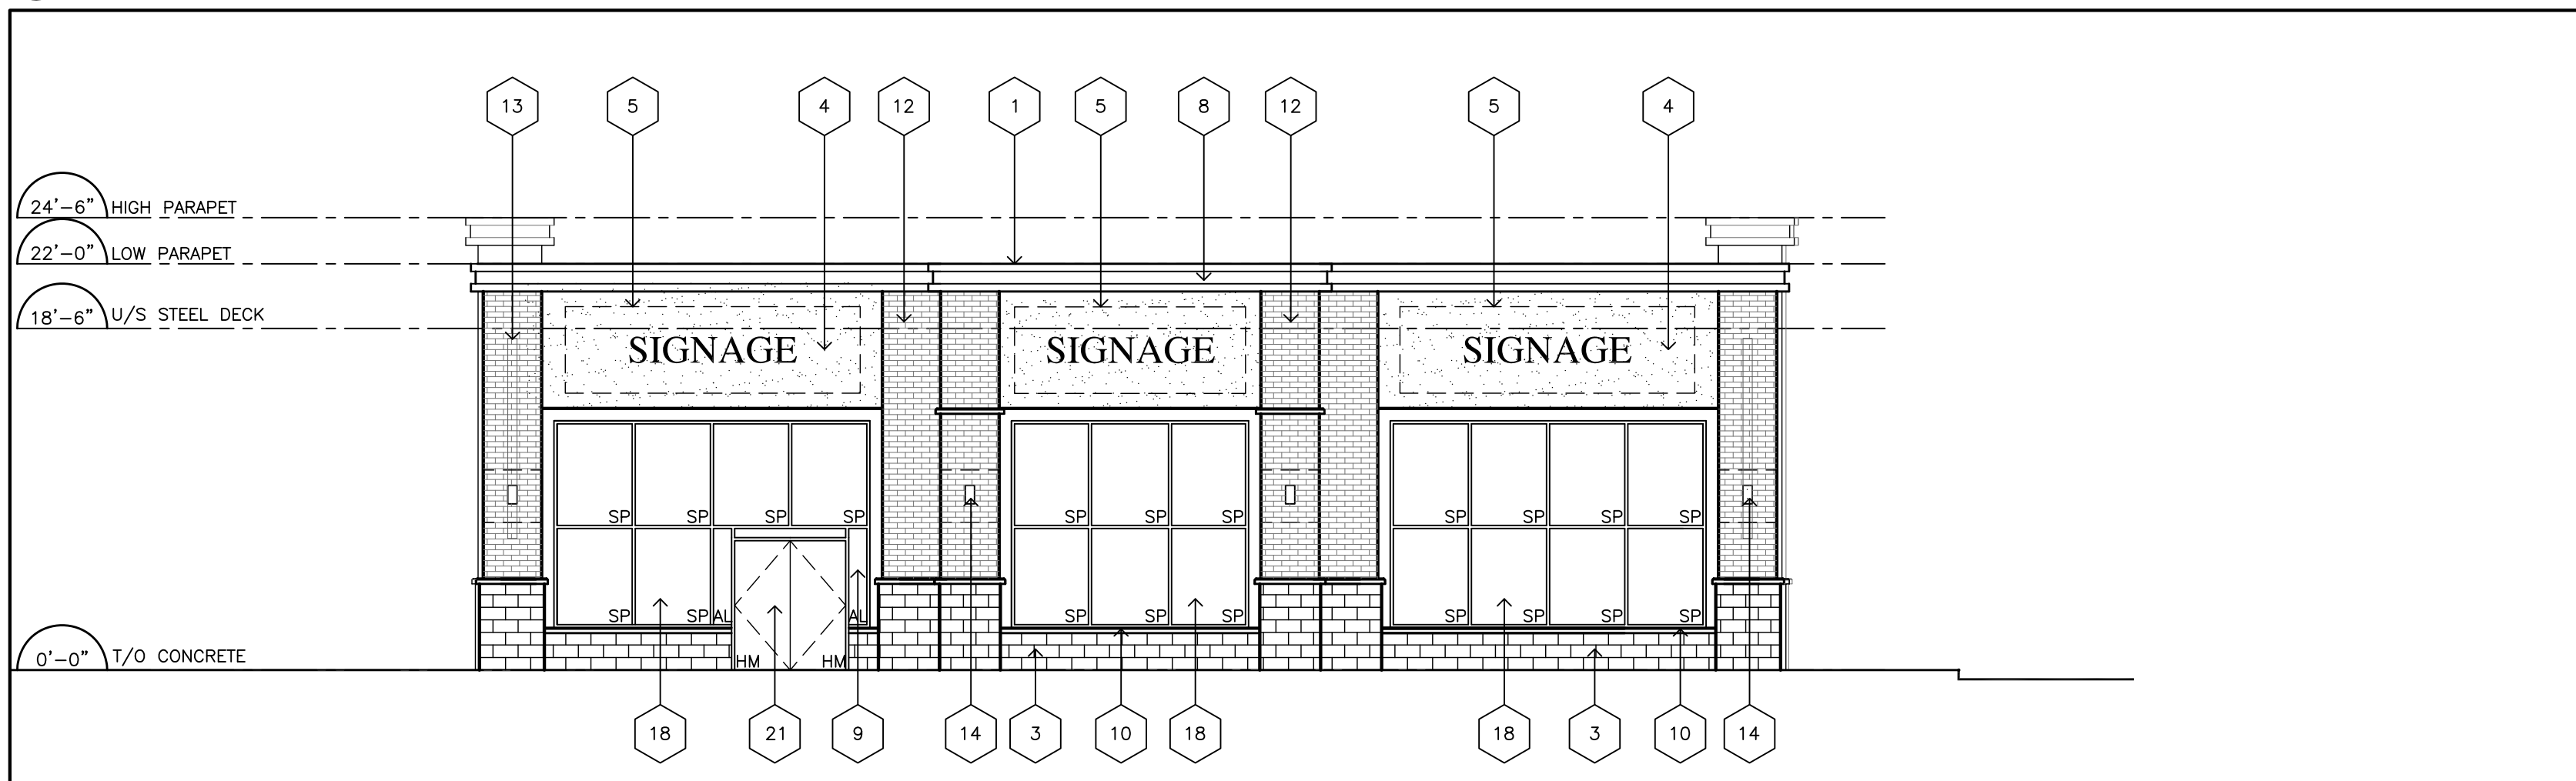 13 5 4 12 1 5 8 12 5 4
24'-6" HIGH PARAPET
22'-0" LOW PARAPET
18'-6" U/S STEEL DECK
SIGNAGE SIGNAGE SIGNAGE
SP SP SP SP SP SP SP SP SP SP SP
SP SP AL AL SP SP SP SP SP SP SP
HM HM
0'-0" T/O CONCRETE
18 21 9 14 3 10 18 18 3 10 14